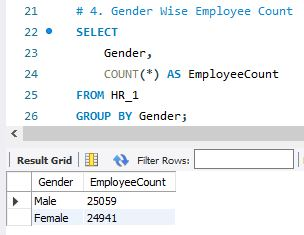 21 # 4. Gender Wise Employee Count
22 SELECT
23 Gender,
24 COUNT(*) AS EmployeeCount
25 FROM HR_1
26 GROUP BY Gender;
Result Grid Filter Rows:
Gender EmployeeCount
Male 25059
Female 24941